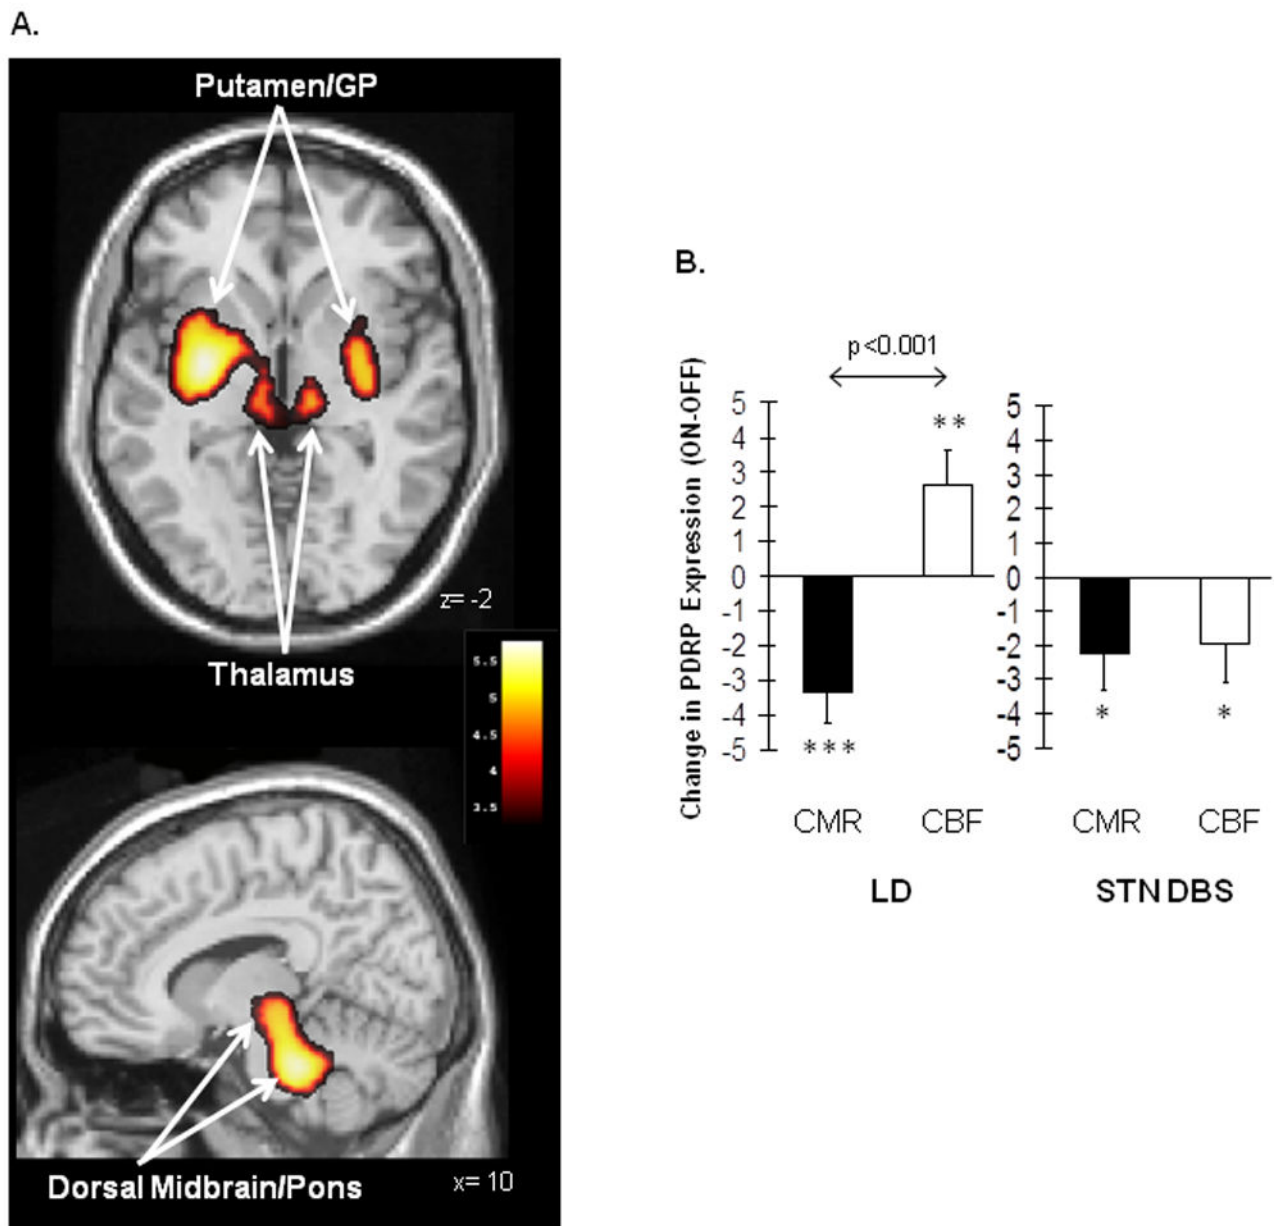 A.
Putamen/GP
z= -2
Thalamus
5.5
5
4.5
4
3.5
Dorsal Midbrain/Pons
x= 10
B.
p<0.001
Change in PDRP Expression (ON-OFF)
5
4
3
2
1
0
-1
-2
-3
-4
-5
**
***
CMR
CBF
LD
5
4
3
2
1
0
-1
-2
-3
-4
-5
*
*
CMR
CBF
STN DBS